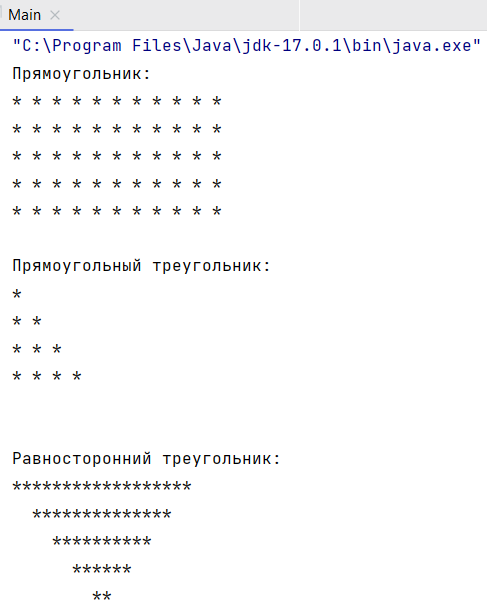 Main ×
"C:\Program Files\Java\jdk-17.0.1\bin\java.exe"
Прямоугольник:
* * * * * * * * * * *
* * * * * * * * * * *
* * * * * * * * * * *
* * * * * * * * * * *
* * * * * * * * * * *
Прямоугольный треугольник:
*
* *
* * *
* * * *
Равносторонний треугольник:
******************
  **************
    **********
      ******
        **